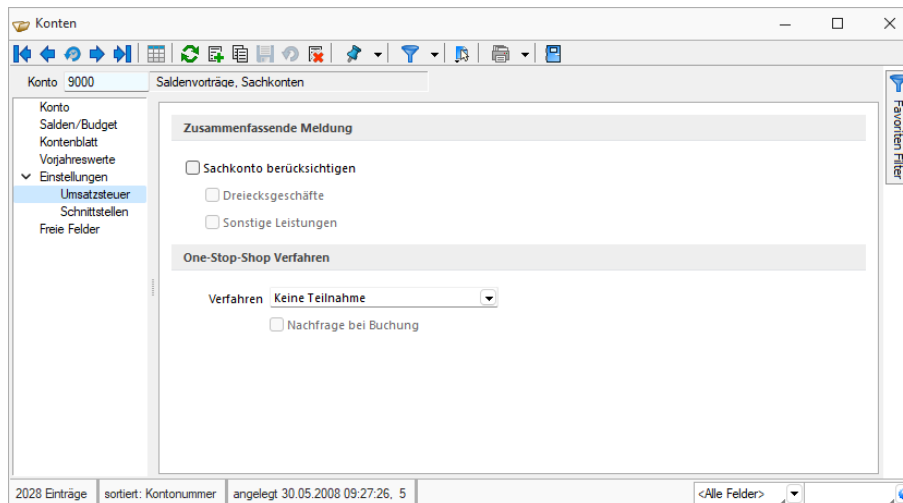 Konten
Konto 9000 Saldenvorträge, Sachkonten
Favoriten Filter
Konto
Salden/Budget
Kontenblatt
Vorjahreswerte
Einstellungen
Umsatzsteuer
Schnittstellen
Freie Felder
Zusammenfassende Meldung
Sachkonto berücksichtigen
Dreiecksgeschäfte
Sonstige Leistungen
One-Stop-Shop Verfahren
Verfahren Keine Teilnahme
Nachfrage bei Buchung
2028 Einträge sortiert: Kontonummer angelegt 30.05.2008 09:27:26, 5 <Alle Felder>